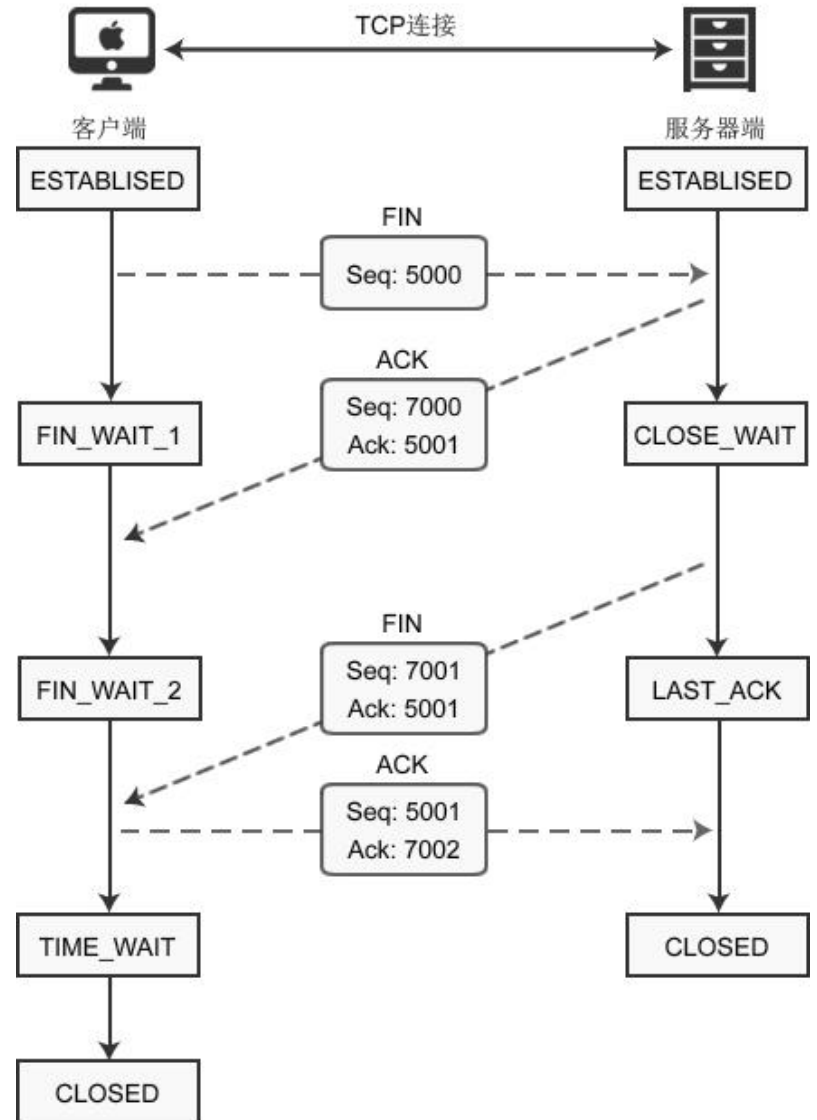 TCP连接
客户端
服务器端
ESTABLISED
ESTABLISED
FIN
Seq: 5000
ACK
Seq: 7000
Ack: 5001
FIN_WAIT_1
CLOSE_WAIT
FIN
Seq: 7001
Ack: 5001
FIN_WAIT_2
LAST_ACK
ACK
Seq: 5001
Ack: 7002
TIME_WAIT
CLOSED
CLOSED